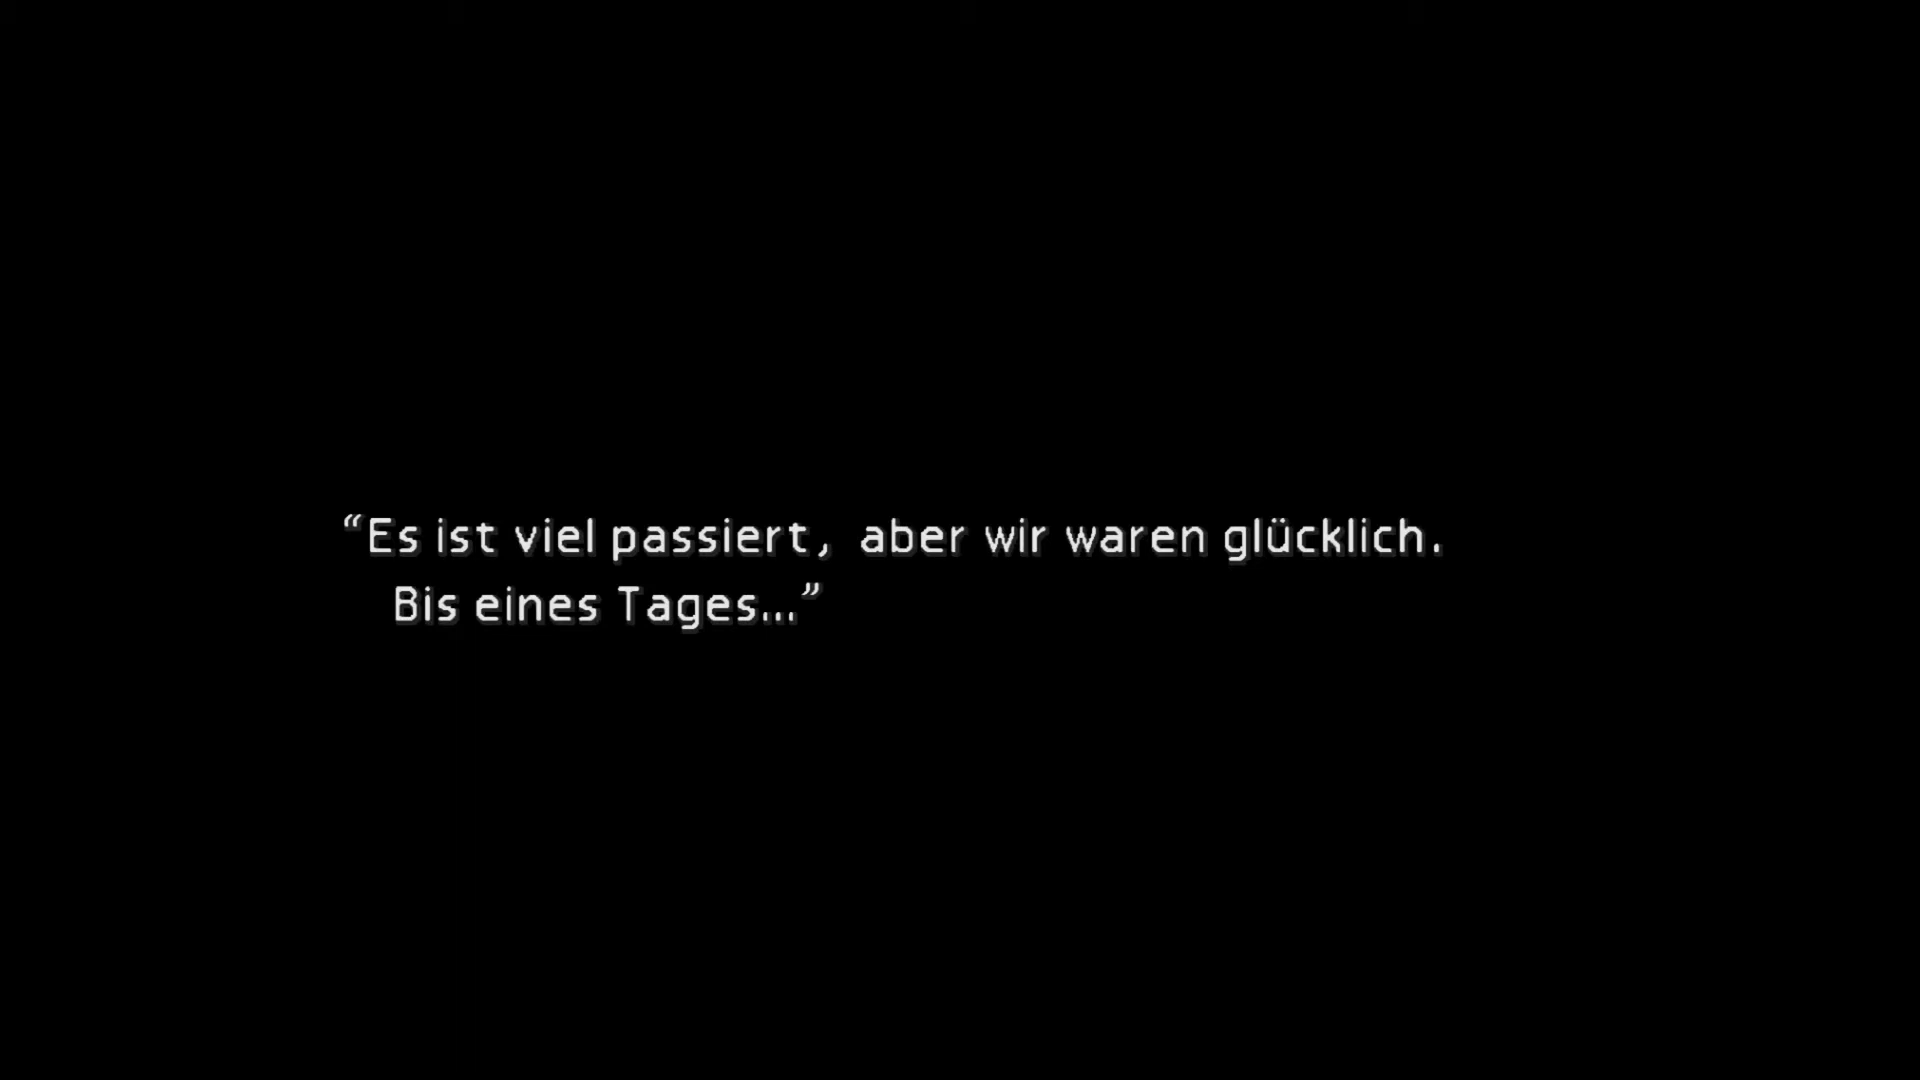 “Es ist viel passiert, aber wir waren glücklich.
Bis eines Tages...”